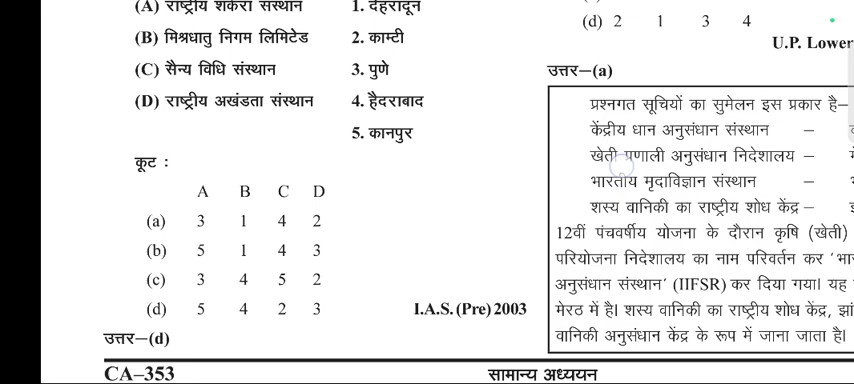 (A) राष्ट्रीय शर्करा संस्थान 1. देहरादून
(B) मिश्रधातु निगम लिमिटेड 2. काम्टी
(C) सैन्य विधि संस्थान 3. पुणे
(D) राष्ट्रीय अखंडता संस्थान 4. हैदराबाद
5. कानपुर
कूट :
A B C D
(a) 3 1 4 2
(b) 5 1 4 3
(c) 3 4 5 2
(d) 5 4 2 3 I.A.S. (Pre) 2003
उत्तर–(d)
(d) 2 1 3 4
U.P. Lower
उत्तर–(a)
प्रश्नगत सूचियों का सुमेलन इस प्रकार है–
केंद्रीय धान अनुसंधान संस्थान –
खेती प्रणाली अनुसंधान निदेशालय –
भारतीय मृदाविज्ञान संस्थान –
शस्य वानिकी का राष्ट्रीय शोध केंद्र –
12वीं पंचवर्षीय योजना के दौरान कृषि (खेती)
परियोजना निदेशालय का नाम परिवर्तन कर 'भा
अनुसंधान संस्थान' (IIFSR) कर दिया गया। यह
मेरठ में है। शस्य वानिकी का राष्ट्रीय शोध केंद्र, झां
वानिकी अनुसंधान केंद्र के रूप में जाना जाता है।
CA–353 सामान्य अध्ययन